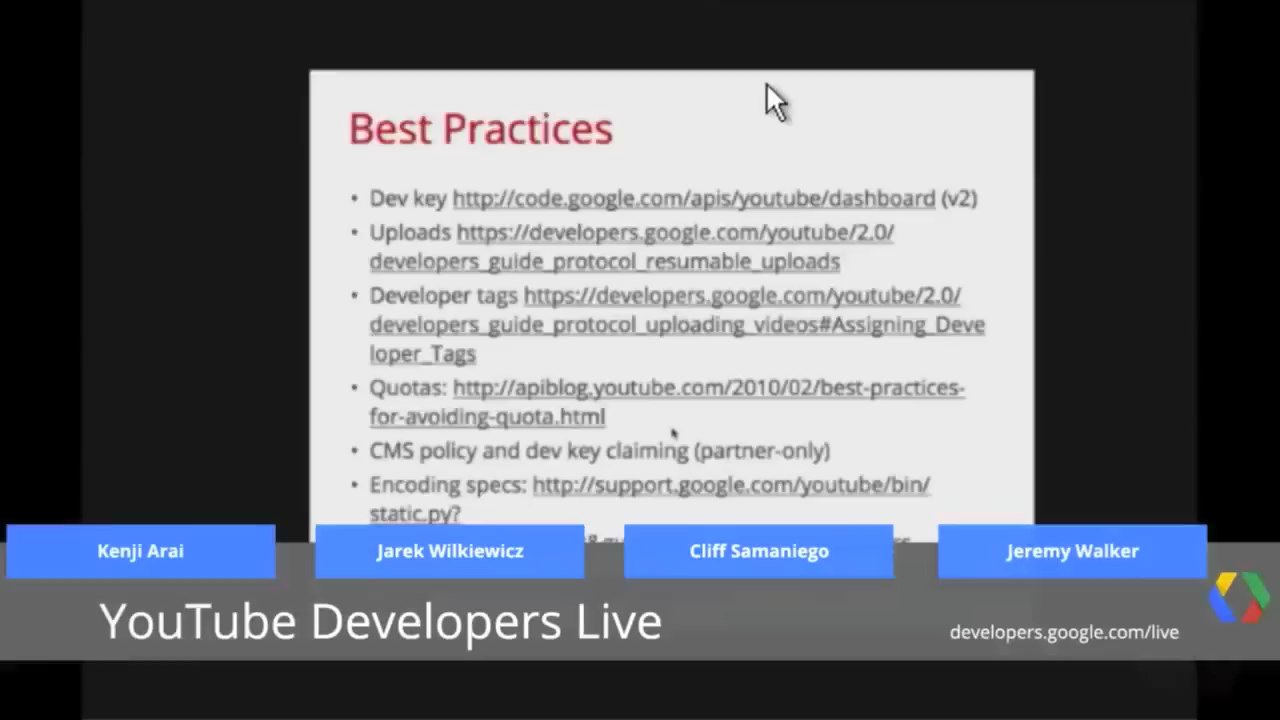 Best Practices
• Dev key http://code.google.com/apis/youtube/dashboard (v2)
• Uploads https://developers.google.com/youtube/2.0/
developers_guide_protocol_resumable_uploads
• Developer tags https://developers.google.com/youtube/2.0/
developers_guide_protocol_uploading_videos#Assigning_Deve
loper_Tags
• Quotas: http://apiblog.youtube.com/2010/02/best-practices-
for-avoiding-quota.html
• CMS policy and dev key claiming (partner-only)
• Encoding specs: http://support.google.com/youtube/bin/
static.py?
Kenji Arai
Jarek Wilkiewicz
Cliff Samaniego
Jeremy Walker
YouTube Developers Live
developers.google.com/live